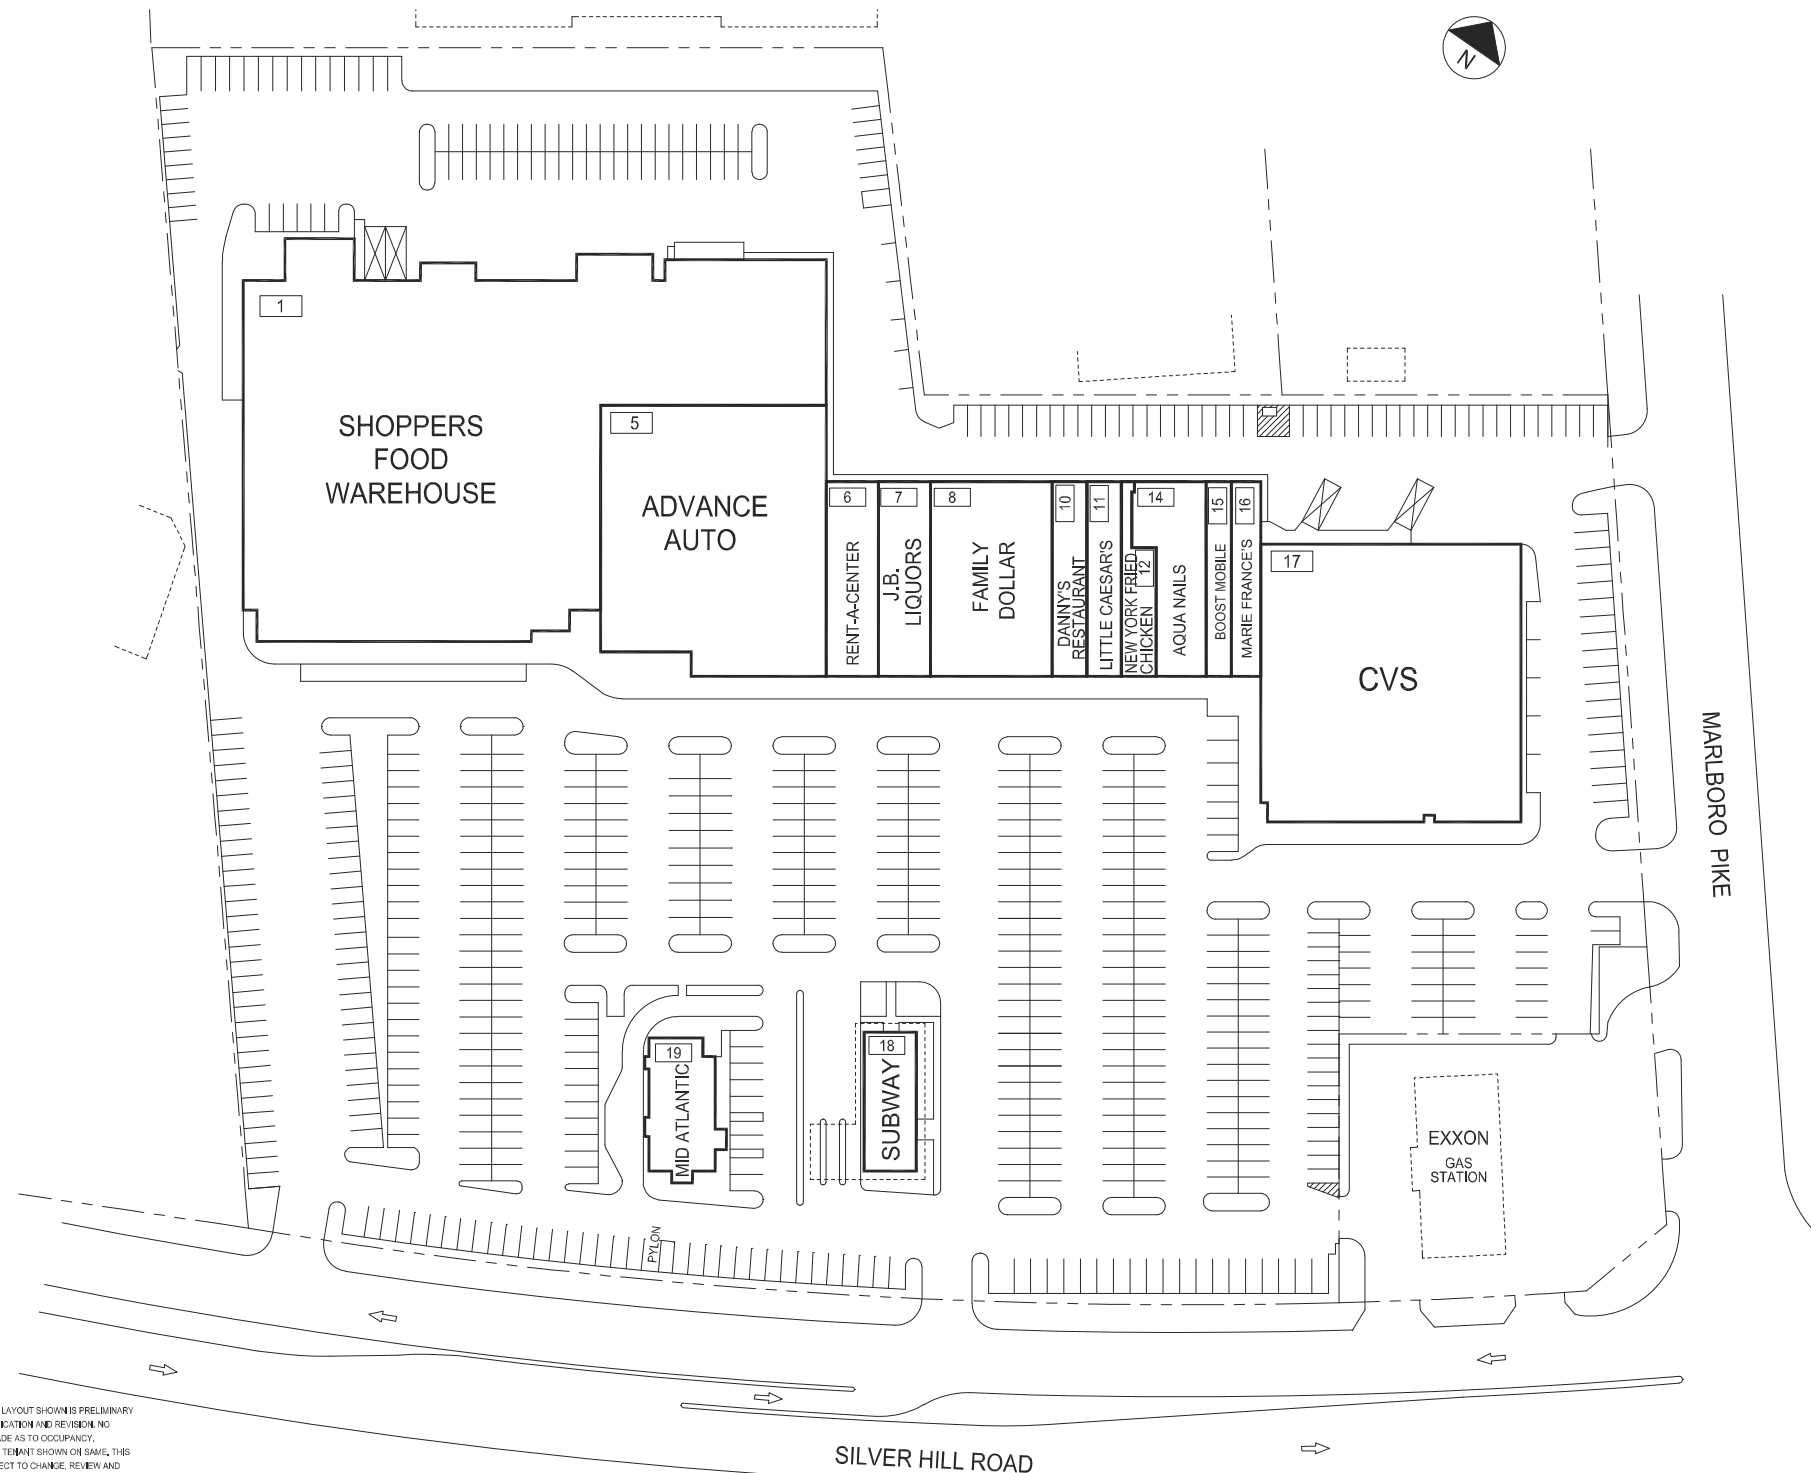 N
1
SHOPPERS
FOOD
WAREHOUSE
5
ADVANCE
AUTO
6
RENT-A-CENTER
7
J.B.
LIQUORS
8
FAMILY
DOLLAR
10
DANNY'S
RESTAURANT
11
LITTLE CAESAR'S
12
NEW YORK FRIED
CHICKEN
14
AQUA NAILS
15
BOOST MOBILE
16
MARIE FRANCE'S
17
CVS
MARLBORO PIKE
19
MID ATLANTIC
18
SUBWAY
EXXON
GAS
STATION
PYLON
SILVER HILL ROAD
LAYOUT SHOWN IS PRELIMINARY
ICATION AND REVISION. NO
ADE AS TO OCCUPANCY,
TENANT SHOWN ON SAME. THIS
ECT TO CHANGE, REVIEW AND